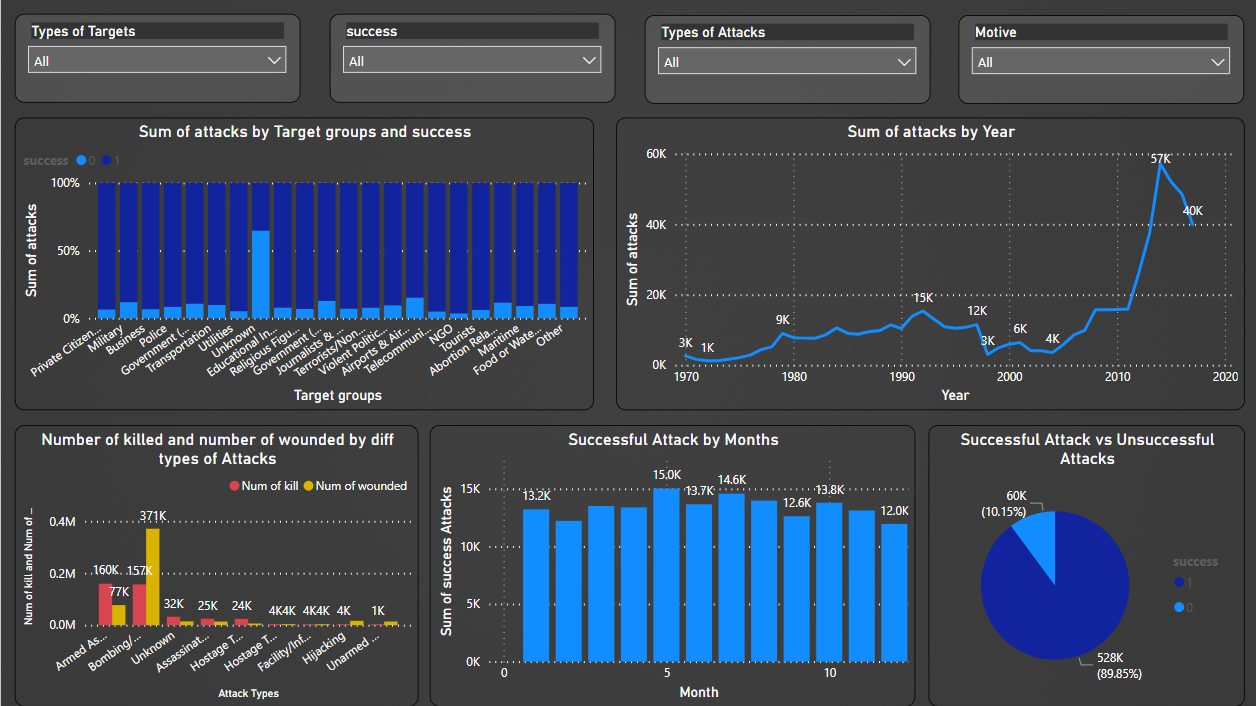 Types of Targets
All
success
All
Types of Attacks
All
Motive
All
Sum of attacks by Target groups and success
success 0 1
Sum of attacks
100%
50%
0%
Private Citizen...
Military
Business
Police
Government (...
Transportation
Utilities
Unknown
Educational In...
Religious Figu...
Government (...
Journalists & ...
Terrorists/Non...
Violent Politic...
Airports & Air...
Telecommuni...
NGO
Tourists
Abortion Rela...
Maritime
Food or Wate...
Other
Target groups
Sum of attacks by Year
Sum of attacks
60K
40K
20K
0K
3K
1K
9K
15K
12K
3K
6K
4K
57K
40K
1970
1980
1990
2000
2010
2020
Year
Number of killed and number of wounded by diff
types of Attacks
Num of kill Num of wounded
Num of kill and Num of ...
0.4M
0.2M
0.0M
160K
77K
157K
371K
32K
25K
24K
4K4K
4K4K
4K
1K
Armed As...
Bombing/...
Unknown
Assassinat...
Hostage T...
Hostage T...
Facility/Inf...
Hijacking
Unarmed ...
Attack Types
Successful Attack by Months
Sum of success Attacks
15K
10K
5K
0K
13.2K
15.0K
13.7K
14.6K
12.6K
13.8K
12.0K
0
5
10
Month
Successful Attack vs Unsuccessful
Attacks
60K
(10.15%)
528K
(89.85%)
success
1
0